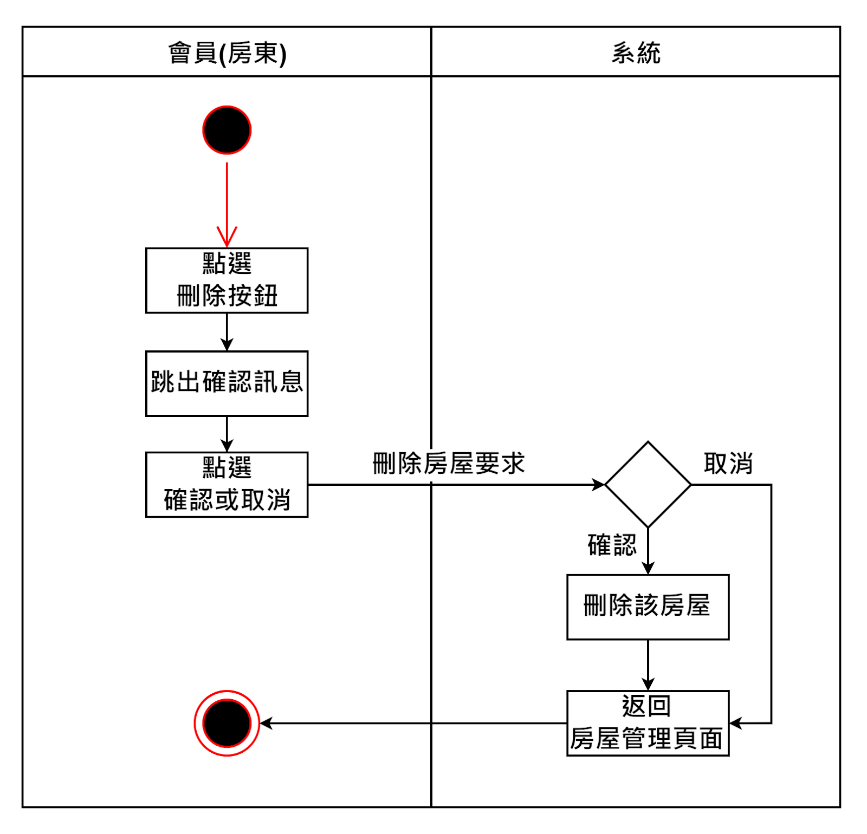 會員(房東)
系統
點選
刪除按鈕
跳出確認訊息
點選
確認或取消
刪除房屋要求
取消
確認
刪除該房屋
返回
房屋管理頁面